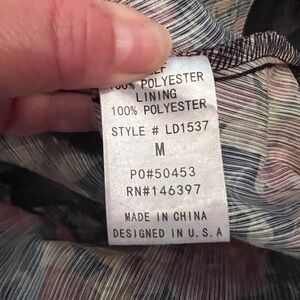 100% POLYESTER
LINING
100% POLYESTER
STYLE # LD1537
M
PO#50453
RN#146397
MADE IN CHINA
DESIGNED IN U.S.A